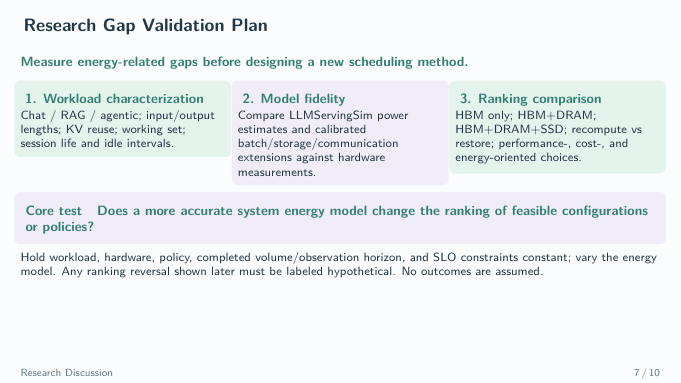 Research Gap Validation Plan
Measure energy-related gaps before designing a new scheduling method.
1. Workload characterization
Chat / RAG / agentic; input/output
lengths; KV reuse; working set;
session life and idle intervals.
2. Model fidelity
Compare LLMServingSim power
estimates and calibrated
batch/storage/communication
extensions against hardware
measurements.
3. Ranking comparison
HBM only; HBM+DRAM;
HBM+DRAM+SSD; recompute vs
restore; performance-, cost-, and
energy-oriented choices.
Core test Does a more accurate system energy model change the ranking of feasible configurations
or policies?
Hold workload, hardware, policy, completed volume/observation horizon, and SLO constraints constant; vary the energy
model. Any ranking reversal shown later must be labeled hypothetical. No outcomes are assumed.
Research Discussion
7 / 10